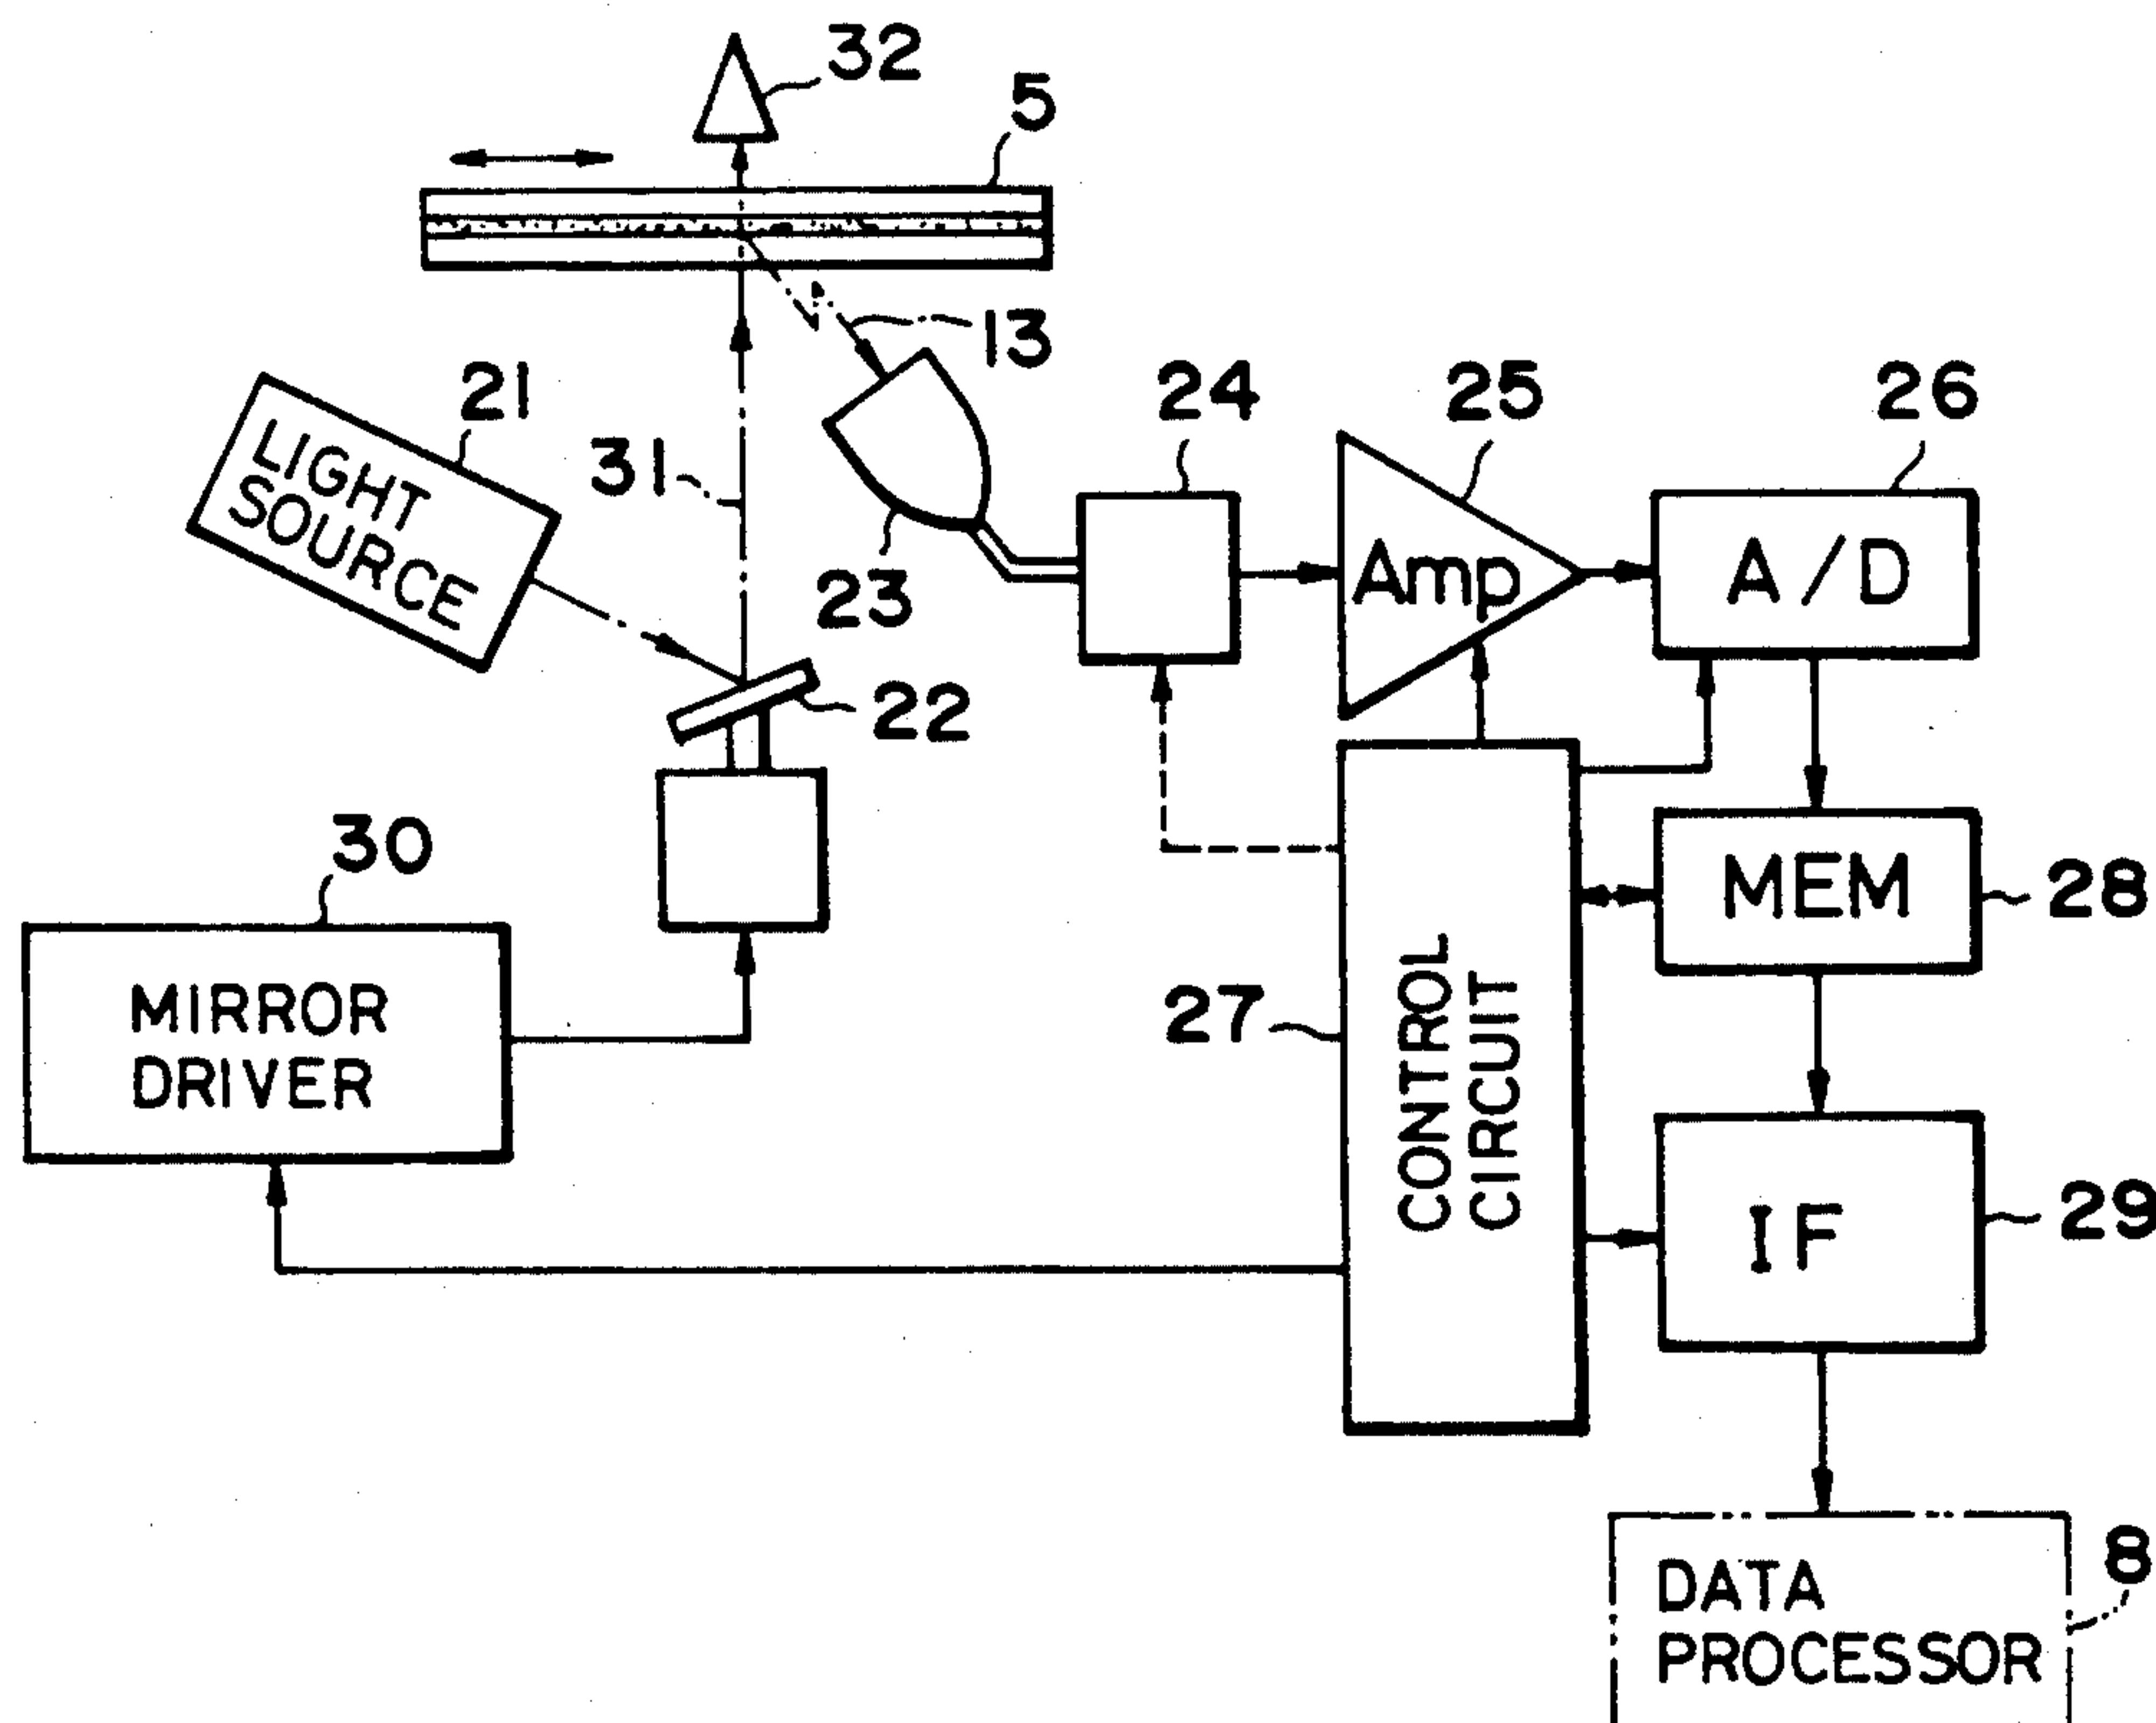 32
5
13
21
LIGHT
SOURCE
31
23
24
25
26
Amp
A/D
22
30
MIRROR
DRIVER
27
CONTROL
CIRCUIT
MEM
28
IF
29
DATA
PROCESSOR
8